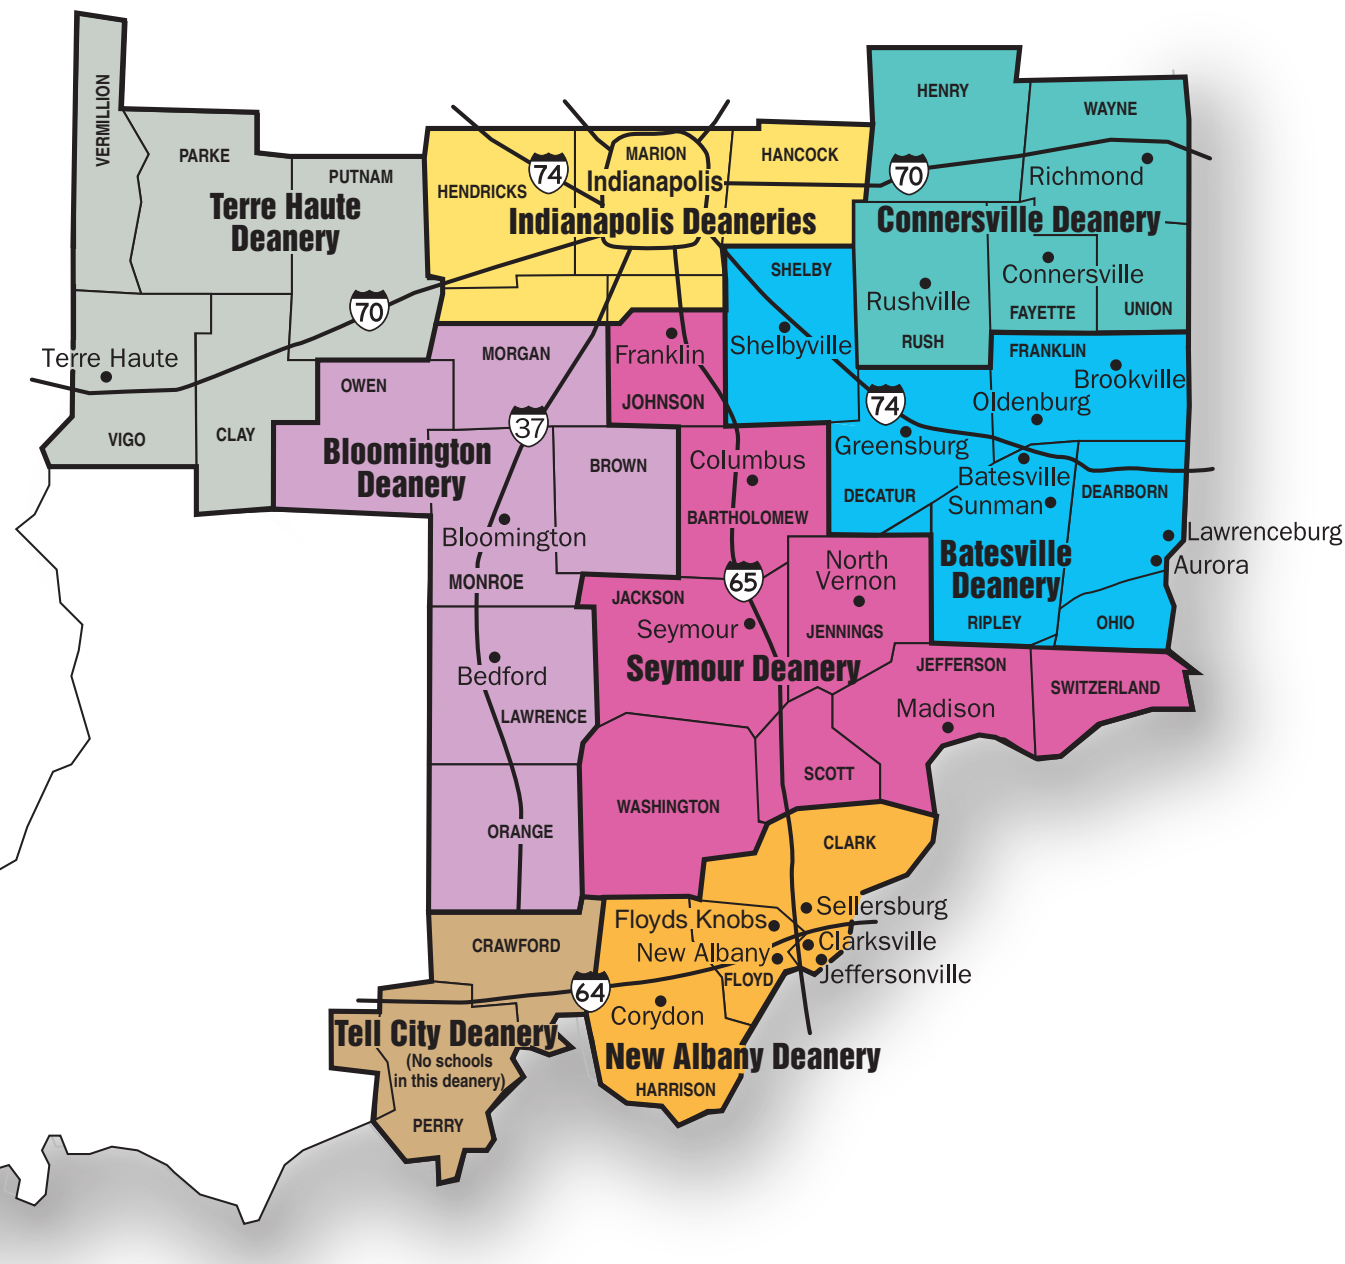 VERMILLION
PARKE
PUTNAM
Terre Haute
Deanery
70
Terre Haute
VIGO
CLAY
HENDRICKS
74
MARION
Indianapolis
HANCOCK
Indianapolis Deaneries
HENRY
WAYNE
70
Richmond
Connersville Deanery
Connersville
Rushville
FAYETTE
UNION
RUSH
SHELBY
Shelbyville
FRANKLIN
Brookville
Oldenburg
74
Greensburg
Batesville
Sunman
DECATUR
DEARBORN
Lawrenceburg
Aurora
Batesville
Deanery
RIPLEY
OHIO
MORGAN
OWEN
37
Bloomington
Deanery
BROWN
Bloomington
MONROE
Bedford
LAWRENCE
ORANGE
Franklin
JOHNSON
Columbus
BARTHOLOMEW
65
North
Vernon
JACKSON
Seymour
JENNINGS
Seymour Deanery
JEFFERSON
SWITZERLAND
Madison
SCOTT
WASHINGTON
CLARK
Sellersburg
Floyds Knobs
Clarksville
New Albany
Jeffersonville
FLOYD
64
Corydon
New Albany Deanery
HARRISON
CRAWFORD
Tell City Deanery
(No schools
in this deanery)
PERRY